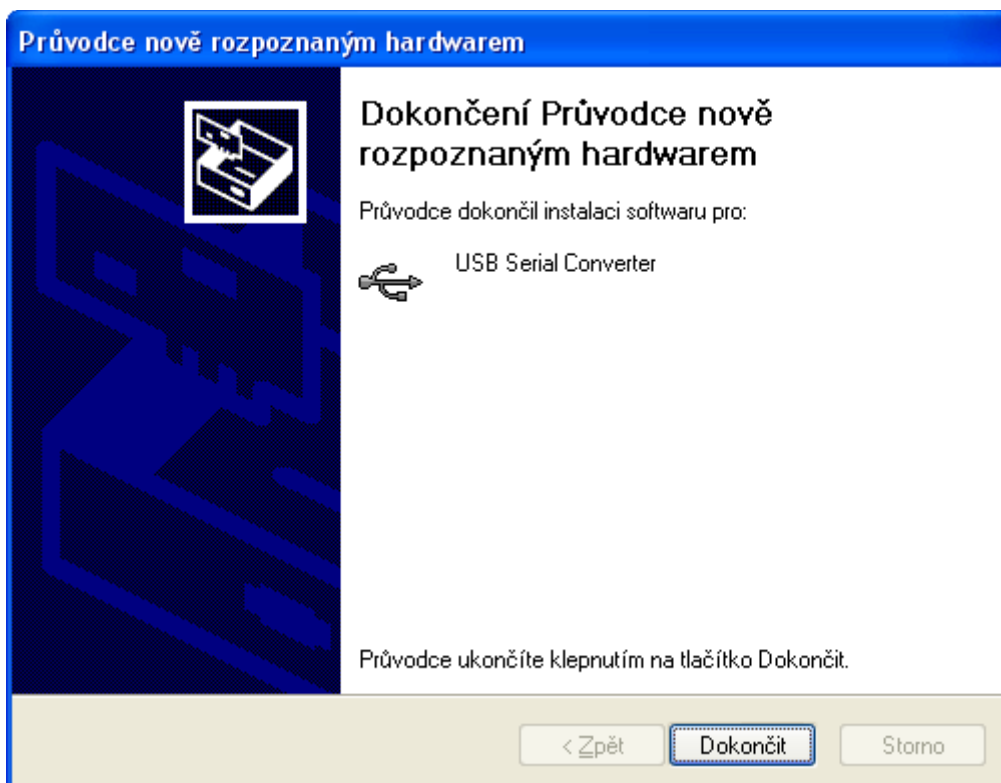 Průvodce nově rozpoznaným hardwarem
Dokončení Průvodce nově
rozpoznaným hardwarem
Průvodce dokončil instalaci softwaru pro:
USB Serial Converter
Průvodce ukončíte klepnutím na tlačítko Dokončit.
< Zpět
Dokončit
Storno